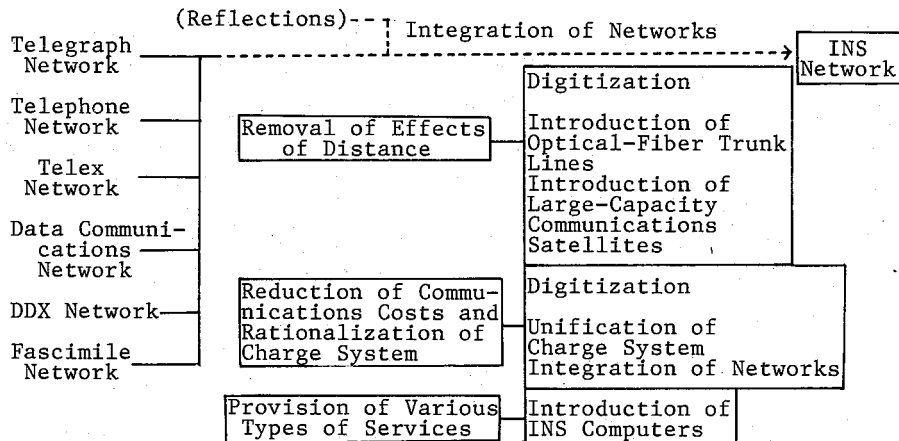 (Reflections)
Integration of Networks
INS
Network
Telegraph
Network
Telephone
Network
Telex
Network
Data Communi-
cations
Network
DDX Network
Fascimile
Network
Removal of Effects
of Distance
Digitization
Introduction of
Optical-Fiber Trunk
Lines
Introduction of
Large-Capacity
Communications
Satellites
Reduction of Commu-
nications Costs and
Rationalization of
Charge System
Digitization
Unification of
Charge System
Integration of Networks
Provision of Various
Types of Services
Introduction of
INS Computers